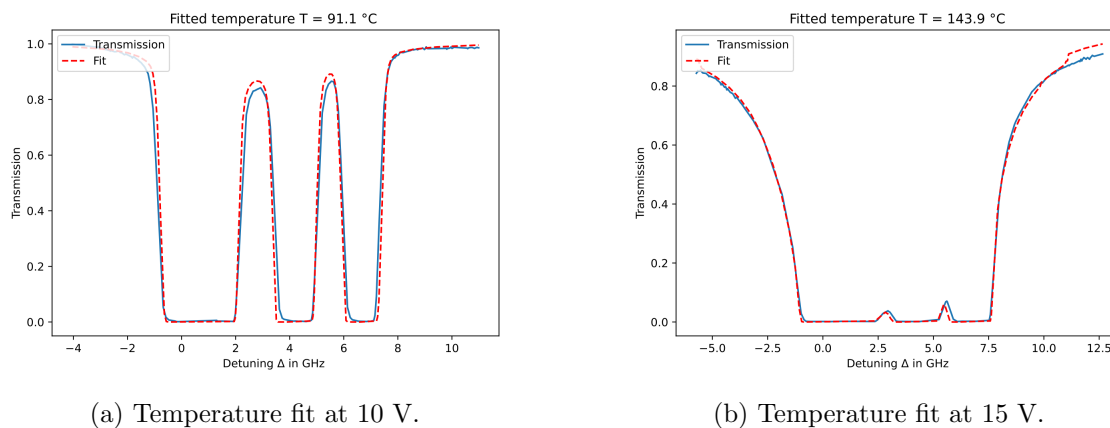 Fitted temperature T = 91.1 °C
Transmission
Fit
1.0
0.8
0.6
0.4
0.2
0.0
Transmission
−4
−2
0
2
4
6
8
10
Detuning Δ in GHz
(a) Temperature fit at 10 V.
Fitted temperature T = 143.9 °C
Transmission
Fit
0.8
0.6
0.4
0.2
0.0
Transmission
−5.0
−2.5
0.0
2.5
5.0
7.5
10.0
12.5
Detuning Δ in GHz
(b) Temperature fit at 15 V.